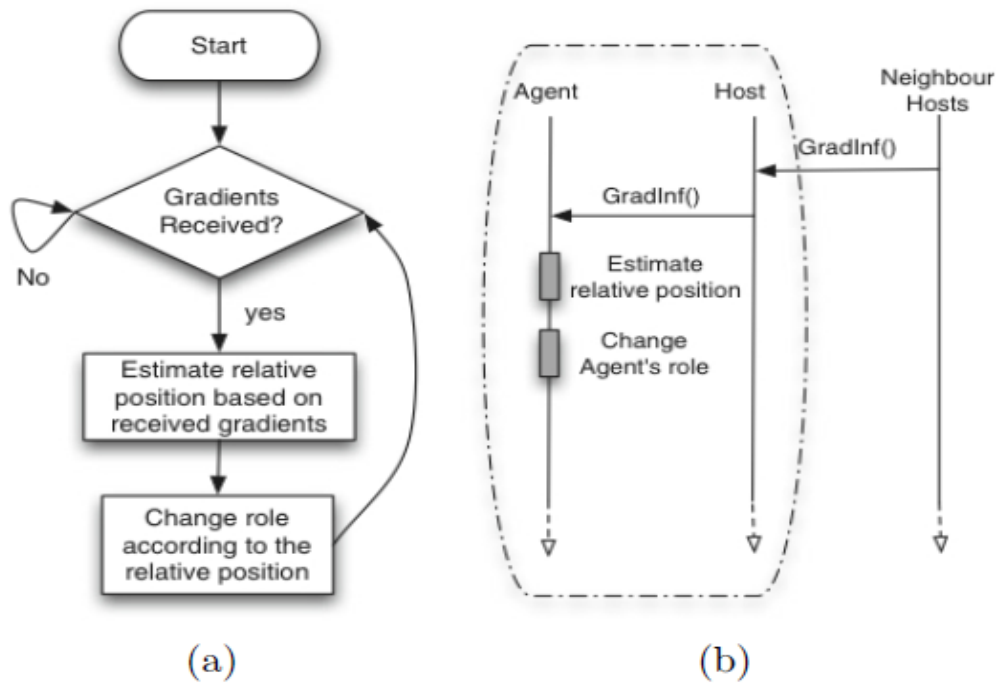 Start
Gradients
Received?
No
yes
Estimate relative
position based on
received gradients
Change role
according to the
relative position
(a)
Agent
Host
Neighbour
Hosts
GradInf()
GradInf()
Estimate
relative position
Change
Agent's role
(b)